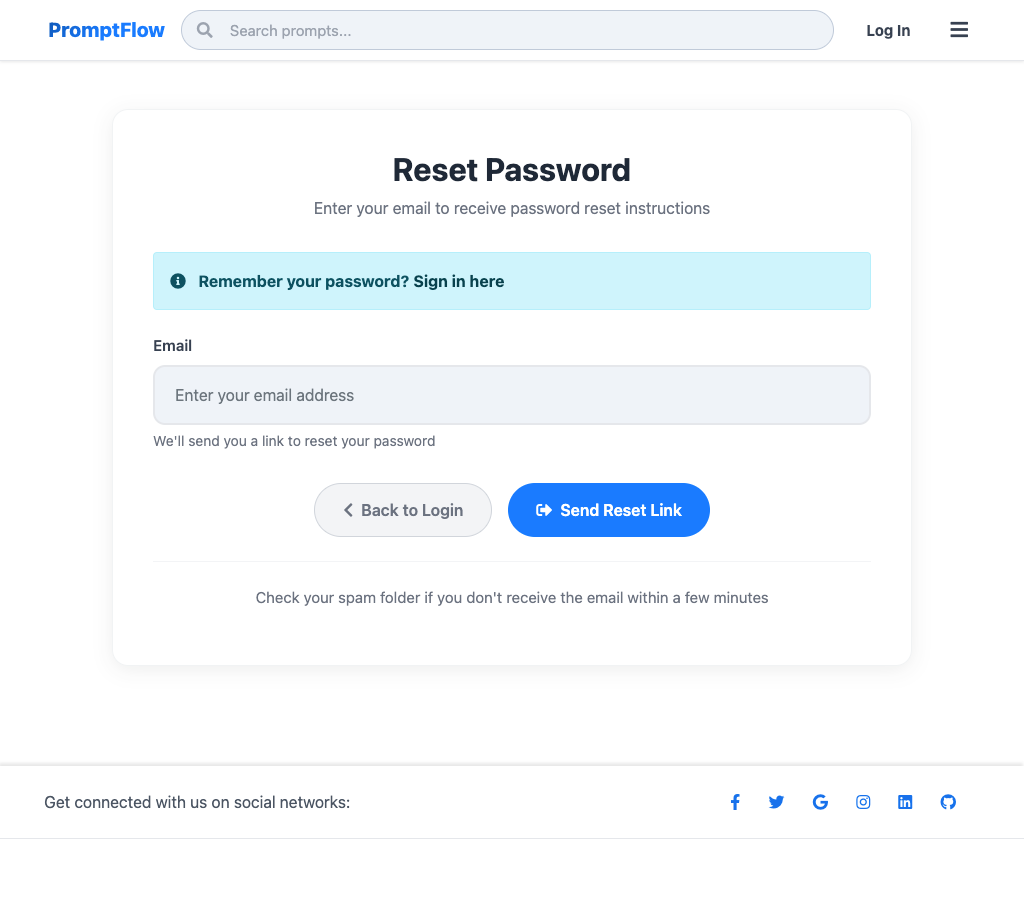 PromptFlow
Search prompts...
Log In
Reset Password
Enter your email to receive password reset instructions
Remember your password? Sign in here
Email
Enter your email address
We'll send you a link to reset your password
Back to Login
Send Reset Link
Check your spam folder if you don't receive the email within a few minutes
Get connected with us on social networks: